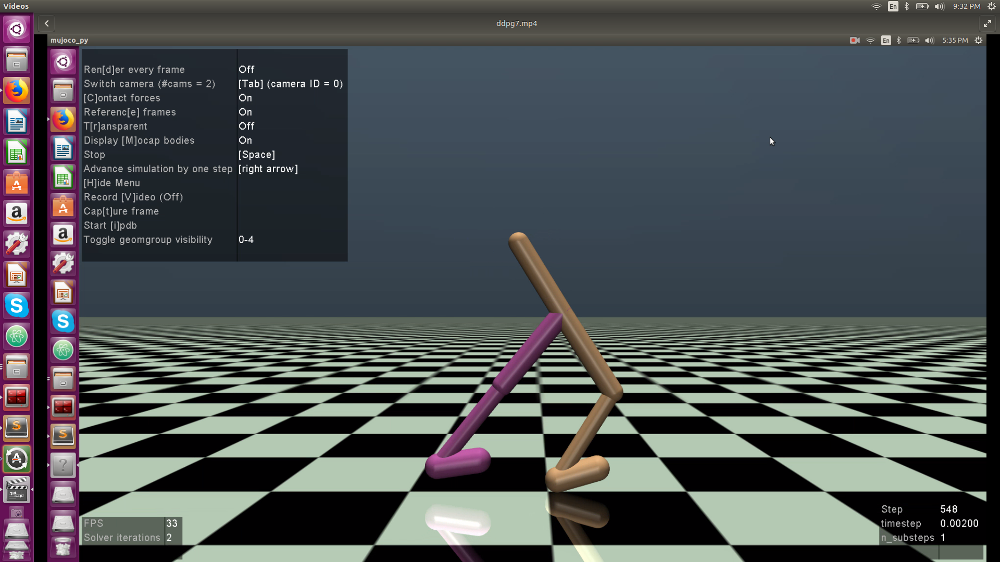 Videos
En
9:32 PM
ddpg7.mp4
mujoco_py
En
5:35 PM
Ren[d]er every frame Off
Switch camera (#cams = 2) [Tab] (camera ID = 0)
[C]ontact forces On
Referenc[e] frames On
T[r]ansparent Off
Display [M]ocap bodies On
Stop [Space]
Advance simulation by one step [right arrow]
[H]ide Menu
Record [V]ideo (Off)
Cap[t]ure frame
Start [i]pdb
Toggle geomgroup visibility 0-4
FPS 33
Solver iterations 2
Step 548
timestep 0.00200
n_substeps 1